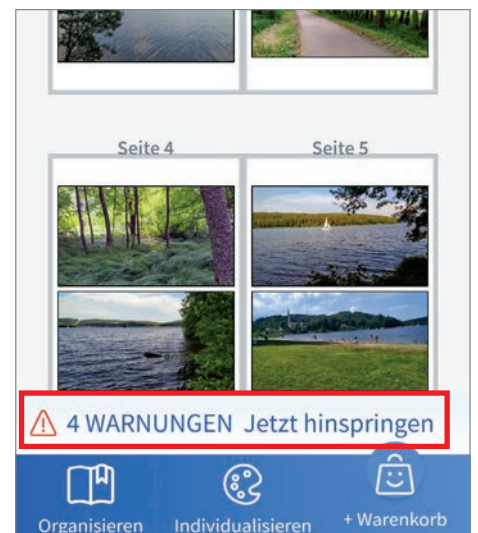 Seite 4 Seite 5
4 WARNUNGEN Jetzt hinspringen
Organisieren Individualisieren + Warenkorb